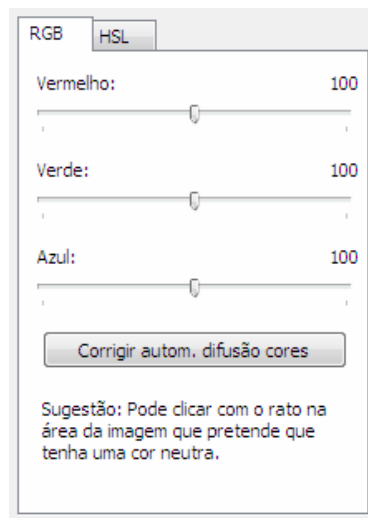 RGB HSL
Vermelho: 100
Verde: 100
Azul: 100
Corrigir autom. difusão cores
Sugestão: Pode clicar com o rato na
área da imagem que pretende que
tenha uma cor neutra.